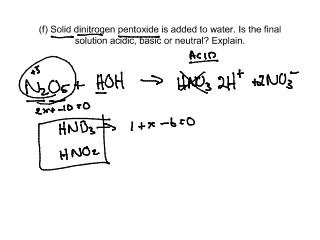 (f) Solid dinitrogen pentoxide is added to water. Is the final
solution acidic, basic or neutral? Explain.
ACID
+5
N2O5 + HOH → HNO3 2H+ + 2NO3-
2x + -10 = 0
HNO3 → 1 + x - 6 = 0
HNO2